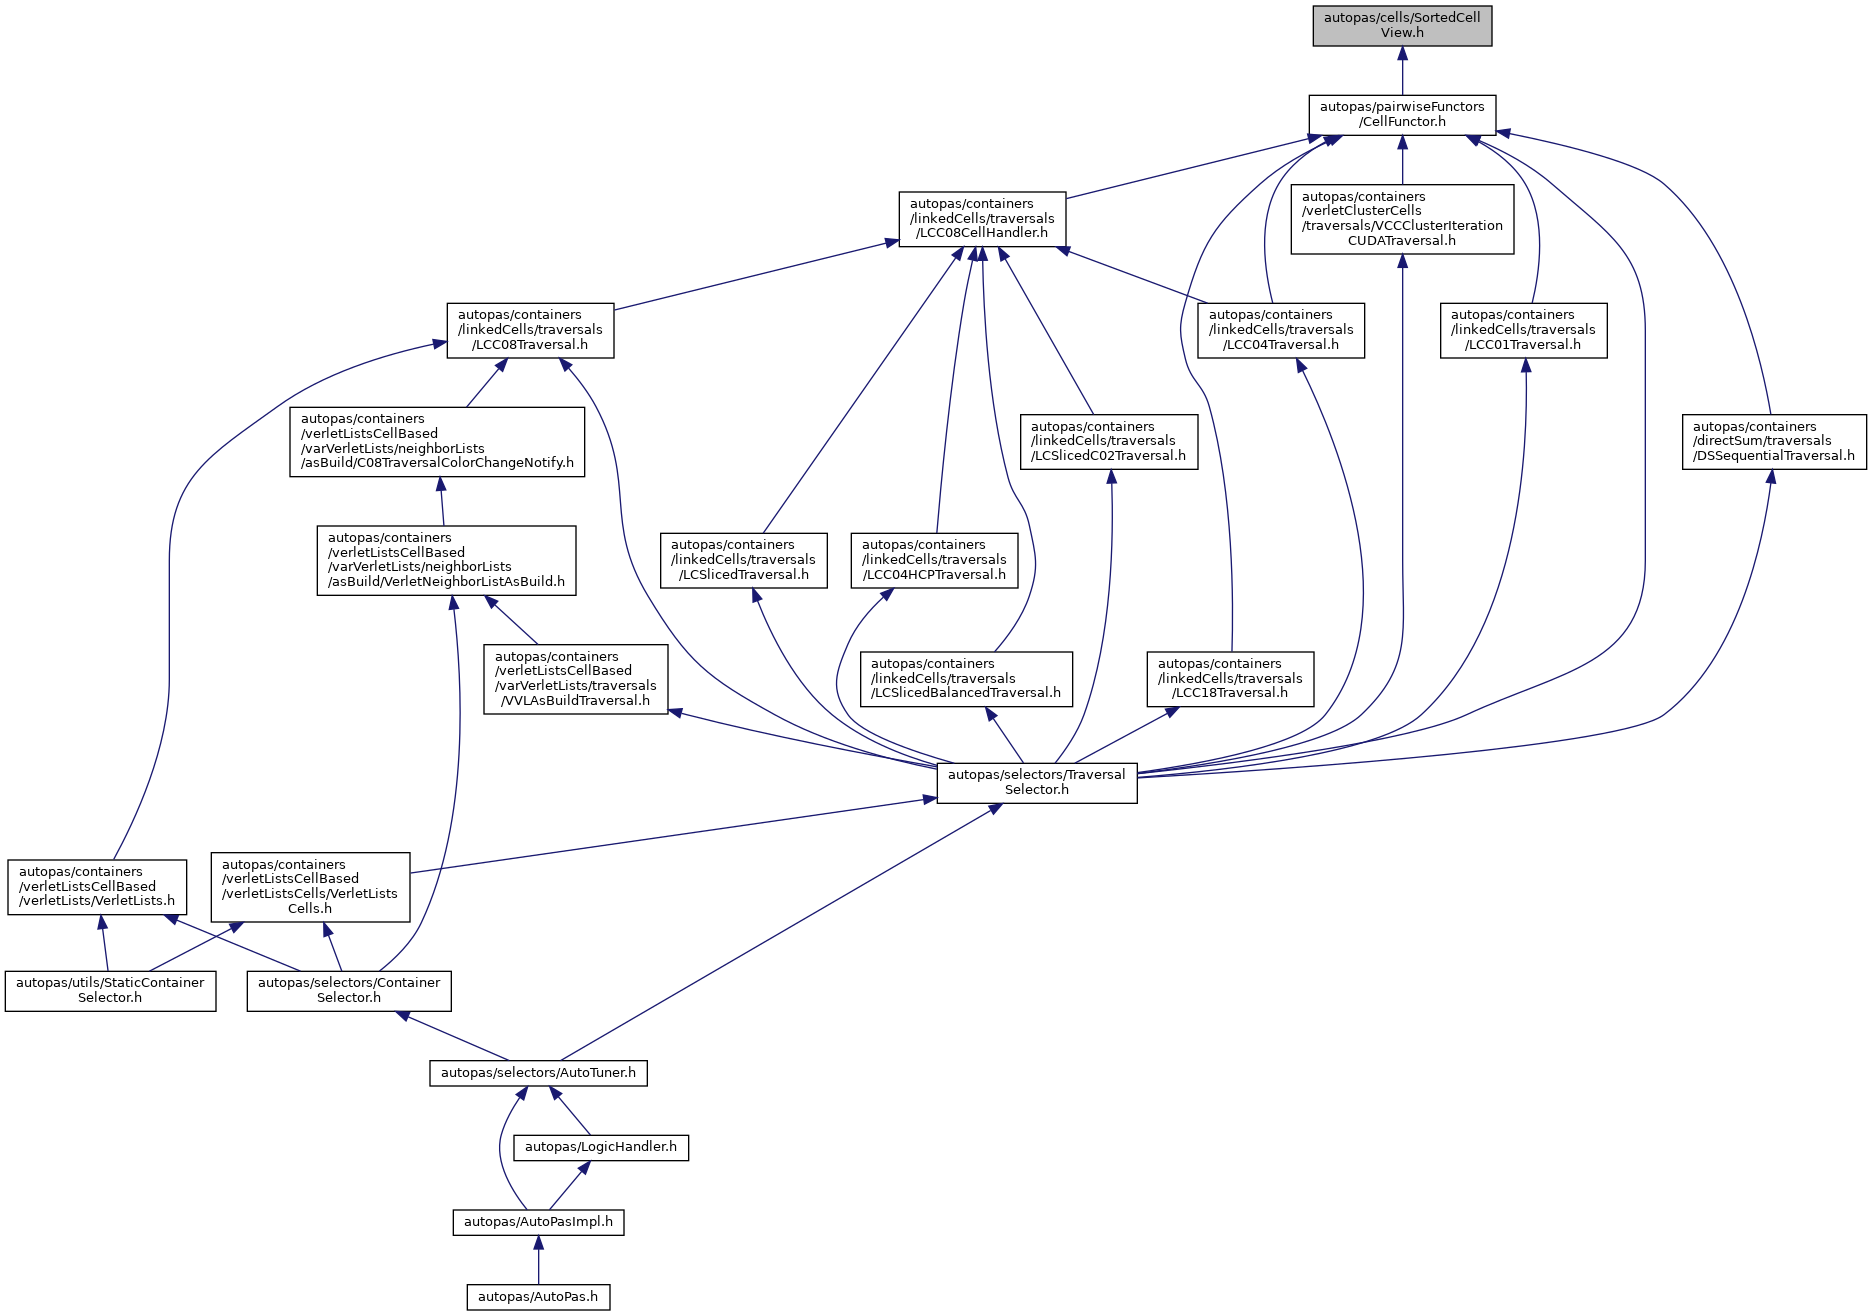 autopas/cells/SortedCell
View.h
autopas/pairwiseFunctors
/CellFunctor.h
autopas/containers
/linkedCells/traversals
/LCC08CellHandler.h
autopas/containers
/verletClusterCells
/traversals/VCCClusterIteration
CUDATraversal.h
autopas/containers
/linkedCells/traversals
/LCC08Traversal.h
autopas/containers
/linkedCells/traversals
/LCC04Traversal.h
autopas/containers
/linkedCells/traversals
/LCC01Traversal.h
autopas/containers
/verletListsCellBased
/varVerletLists/neighborLists
/asBuild/C08TraversalColorChangeNotify.h
autopas/containers
/linkedCells/traversals
/LCSlicedC02Traversal.h
autopas/containers
/directSum/traversals
/DSSequentialTraversal.h
autopas/containers
/verletListsCellBased
/varVerletLists/neighborLists
/asBuild/VerletNeighborListAsBuild.h
autopas/containers
/linkedCells/traversals
/LCSlicedTraversal.h
autopas/containers
/linkedCells/traversals
/LCC04HCPTraversal.h
autopas/containers
/verletListsCellBased
/varVerletLists/traversals
/VVLAsBuildTraversal.h
autopas/containers
/linkedCells/traversals
/LCSlicedBalancedTraversal.h
autopas/containers
/linkedCells/traversals
/LCC18Traversal.h
autopas/selectors/Traversal
Selector.h
autopas/containers
/verletListsCellBased
/verletLists/VerletLists.h
autopas/containers
/verletListsCellBased
/verletListsCells/VerletLists
Cells.h
autopas/utils/StaticContainer
Selector.h
autopas/selectors/Container
Selector.h
autopas/selectors/AutoTuner.h
autopas/LogicHandler.h
autopas/AutoPasImpl.h
autopas/AutoPas.h